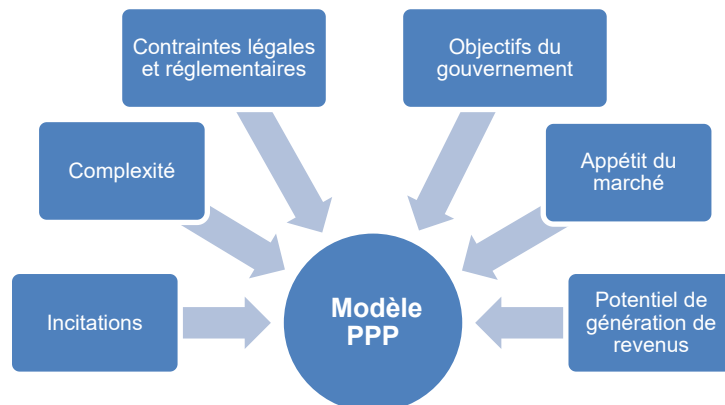 Contraintes légales
et réglementaires
Objectifs du
gouvernement
Complexité
Appétit du
marché
Incitations
Modèle
PPP
Potentiel de
génération de
revenus